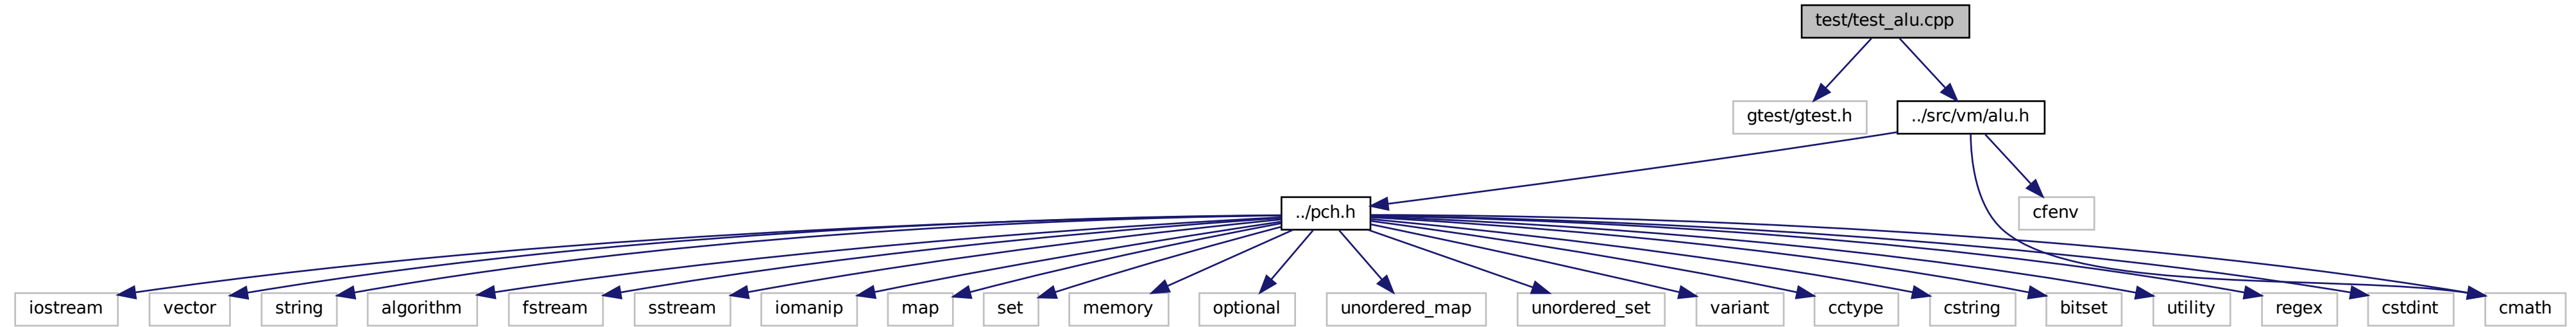 test/test_alu.cpp
gtest/gtest.h
../src/vm/alu.h
../pch.h
cfenv
iostream
vector
string
algorithm
fstream
sstream
iomanip
map
set
memory
optional
unordered_map
unordered_set
variant
cctype
cstring
bitset
utility
regex
cstdint
cmath